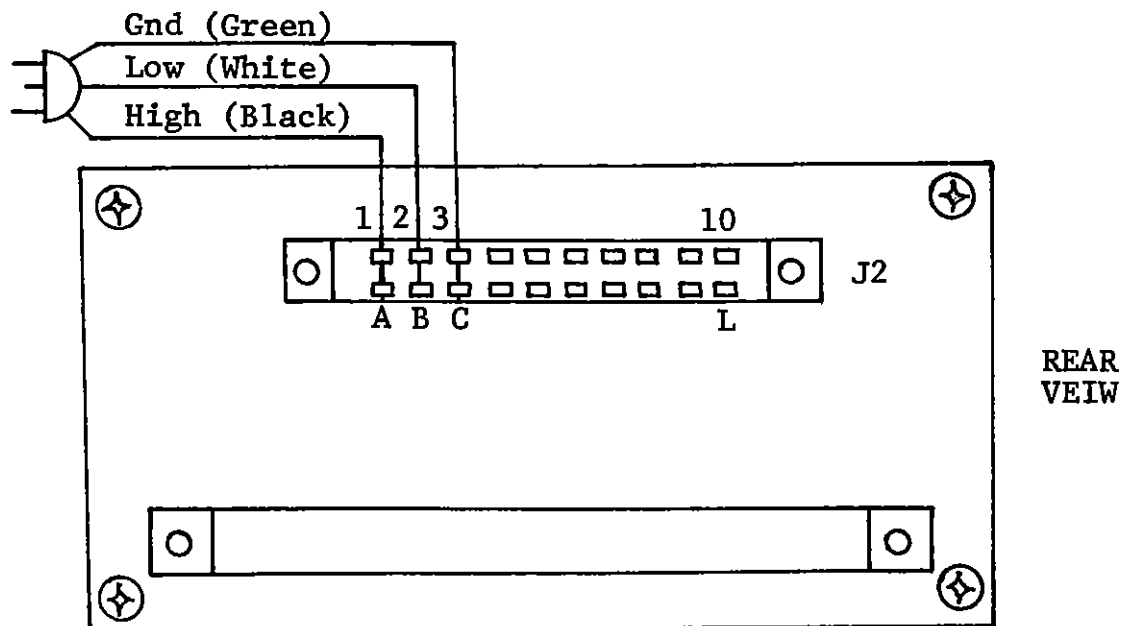 Gnd (Green)
Low (White)
High (Black)
1 2 3 10
J2
A B C L
REAR
VEIW